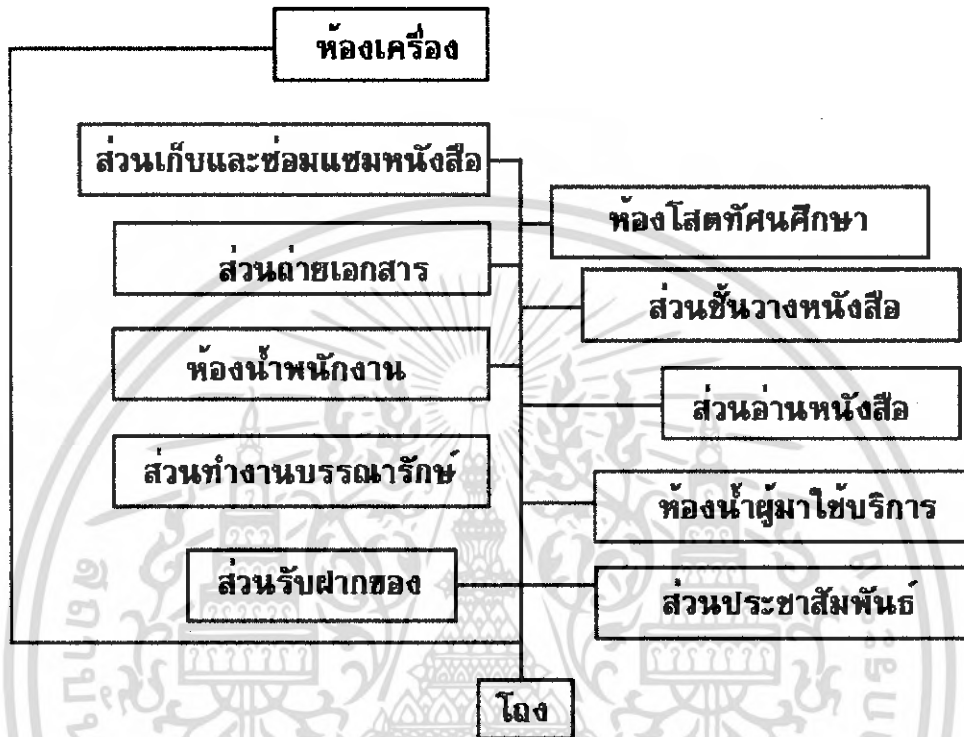 ห้องเครื่อง
ส่วนเก็บและซ่อมแซมหนังสือ
ห้องโสตทัศนศึกษา
ส่วนถ่ายเอกสาร
ส่วนชั้นวางหนังสือ
ห้องน้ำพนักงาน
ส่วนอ่านหนังสือ
ส่วนทำงานบรรณารักษ์
ห้องน้ำผู้มาใช้บริการ
ส่วนรับฝากของ
ส่วนประชาสัมพันธ์
โถง